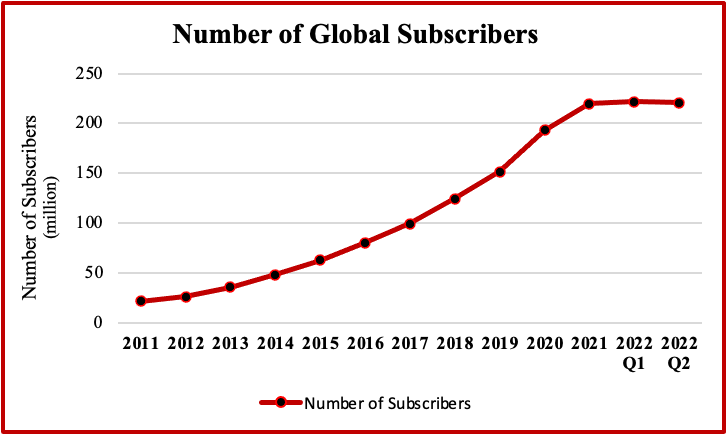 Number of Global Subscribers
Number of Subscribers
(million)
250
200
150
100
50
0
2011 2012 2013 2014 2015 2016 2017 2018 2019 2020 2021 2022 2022
Q1 Q2
Number of Subscribers